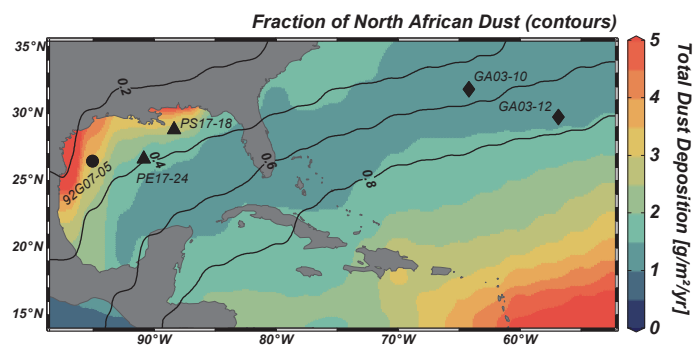 Fraction of North African Dust (contours)
35°N
30°N
25°N
20°N
15°N
90°W
80°W
70°W
60°W
0.2
0.4
0.6
0.8
GA03-10
GA03-12
PS17-18
PE17-24
92G07-05
5
4
3
2
1
0
Total Dust Deposition [g/m²/yr]